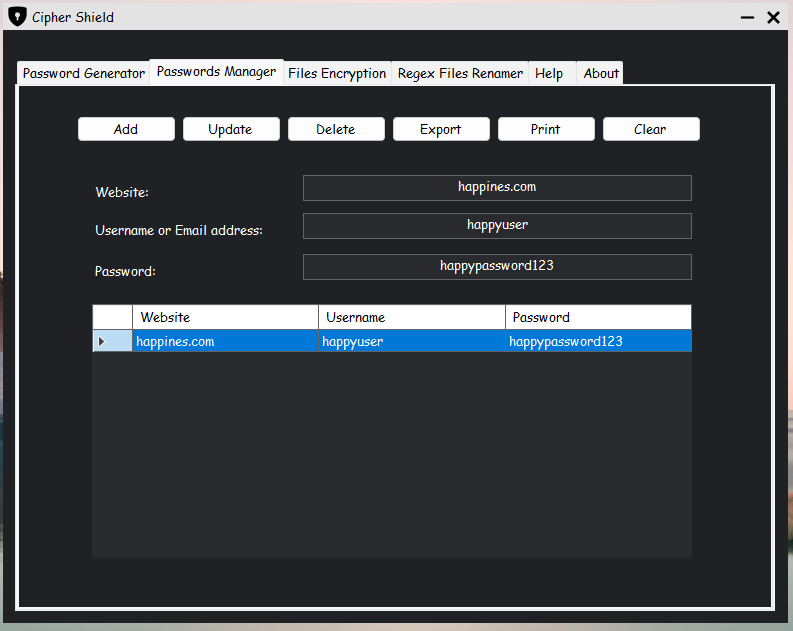 Cipher Shield
Password Generator Passwords Manager Files Encryption Regex Files Renamer Help About
Add Update Delete Export Print Clear
Website: happines.com
Username or Email address: happyuser
Password: happypassword123
Website Username Password
happines.com happyuser happypassword123